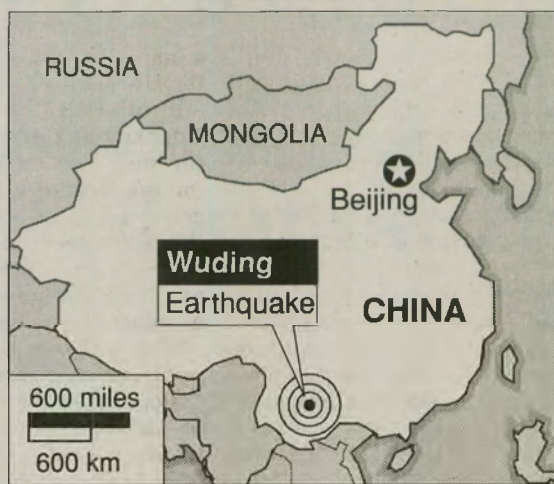 RUSSIA
MONGOLIA
Beijing
Wuding
Earthquake
CHINA
600 miles
600 km